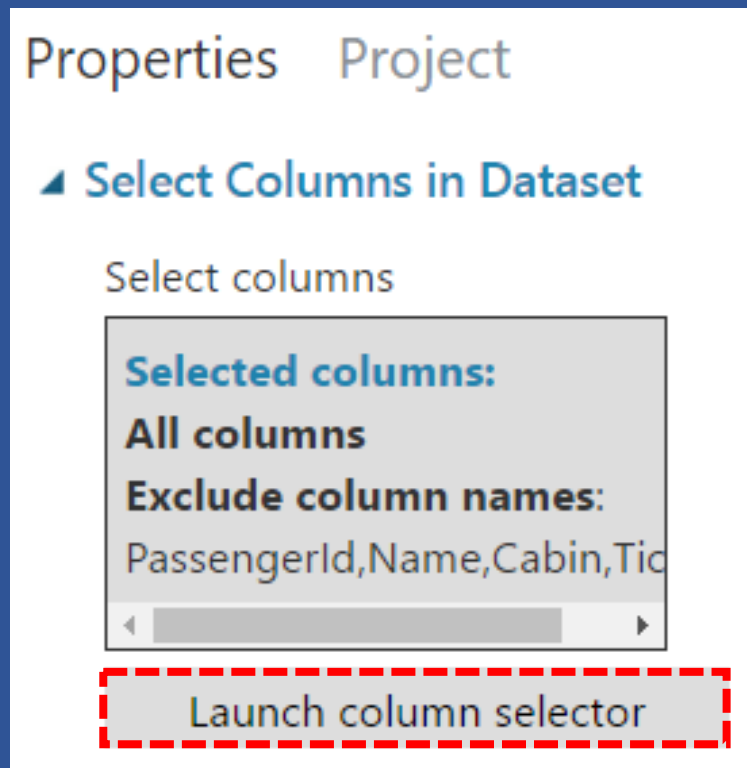 Properties Project
Select Columns in Dataset
Select columns
Selected columns:
All columns
Exclude column names:
PassengerId,Name,Cabin,Tic
Launch column selector